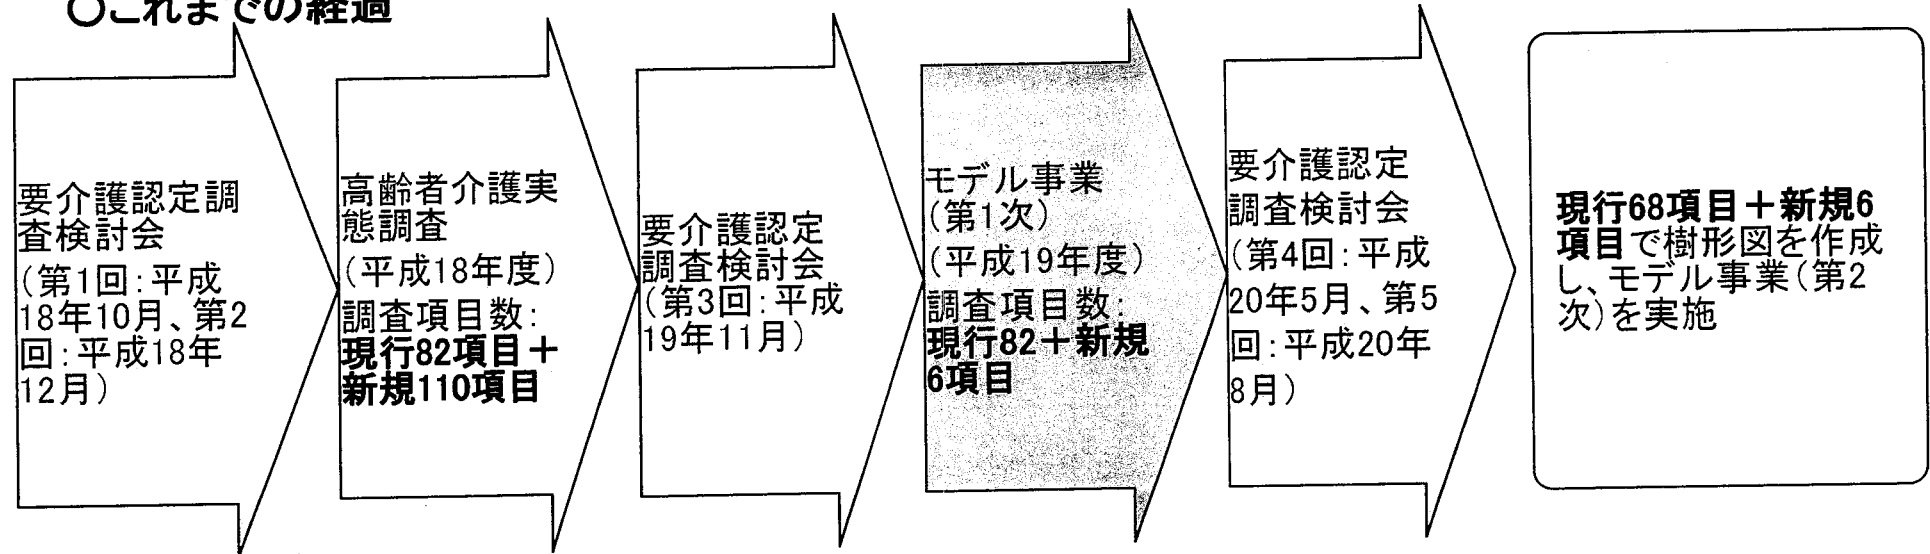 〇これまでの経過
要介護認定調
査検討会
（第1回：平成
18年10月、第2
回：平成18年
12月）
高齢者介護実
態調査
（平成18年度）
調査項目数：
現行82項目＋
新規110項目
要介護認定
調査検討会
（第3回：平成
19年11月）
モデル事業
（第1次）
（平成19年度）
調査項目数：
現行82＋新規
6項目
要介護認定
調査検討会
（第4回：平成
20年5月、第5
回：平成20年
8月）
現行68項目＋新規6
項目で樹形図を作成
し、モデル事業（第2
次）を実施